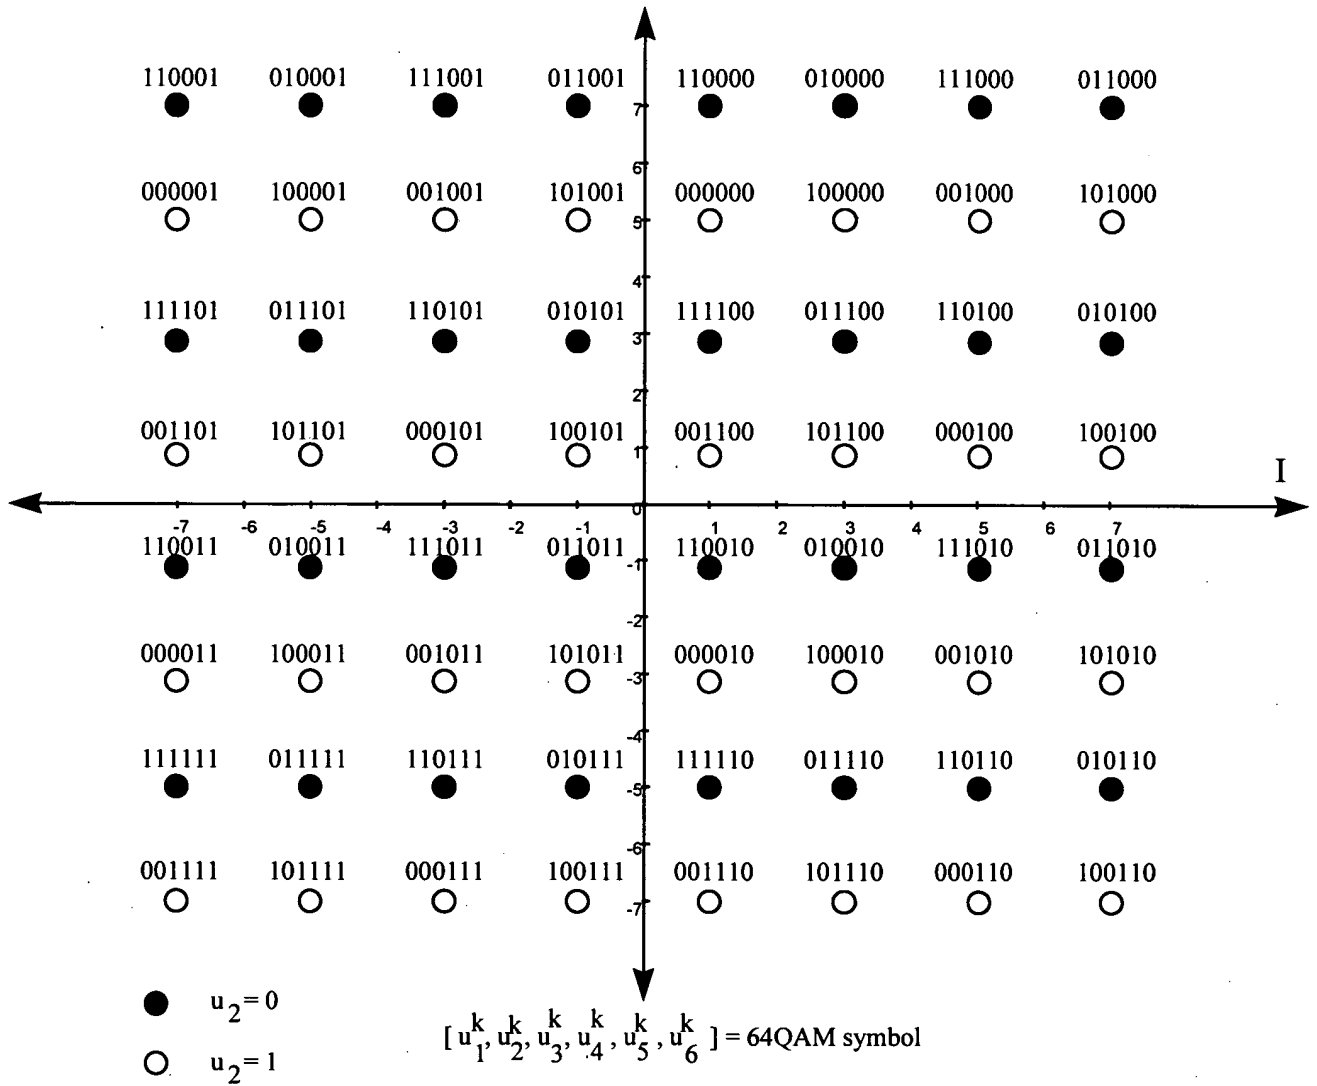 110001 010001 111001 011001 110000 010000 111000 011000
7
6
000001 100001 001001 101001 000000 100000 001000 101000
5
4
111101 011101 110101 010101 111100 011100 110100 010100
3
2
001101 101101 000101 100101 001100 101100 000100 100100
1
I
0
-7 -6 -5 -4 -3 -2 -1 1 2 3 4 5 6 7
110011 010011 111011 011011 110010 010010 111010 011010
-1
-2
000011 100011 001011 101011 000010 100010 001010 101010
-3
-4
111111 011111 110111 010111 111110 011110 110110 010110
-5
-6
001111 101111 000111 100111 001110 101110 000110 100110
-7
u2=0
[u1k, u2k, u3k, u4k, u5k, u6k] = 64QAM symbol
u2=1